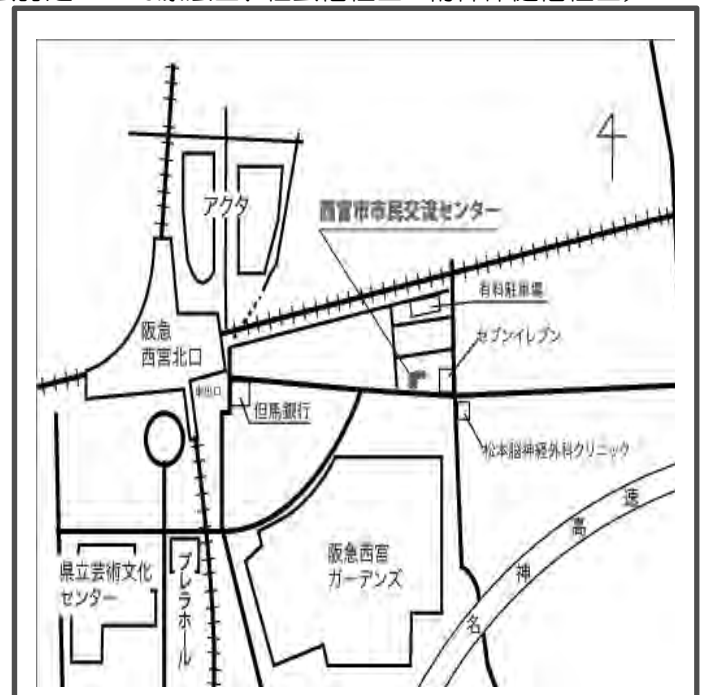 アクタ
西宮市市民交流センター
有料駐車場
セブンイレブン
阪急
西宮北口
東出口
但馬銀行
松本脳神経外科クリニック
県立芸術文化
センター
プレラホール
阪急西宮
ガーデンズ
名神高速
4